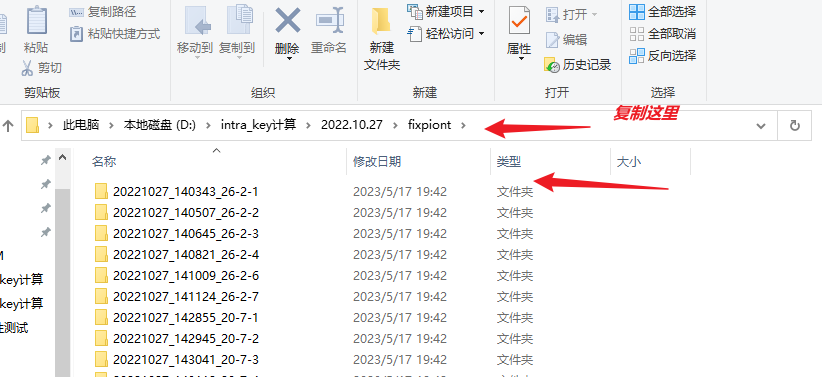 复制路径
粘贴快捷方式
粘贴
剪切
剪贴板
移动到 复制到 删除 重命名
组织
新建
文件夹
新建项目
轻松访问
新建
属性
打开
编辑
历史记录
打开
全部选择
全部取消
反向选择
选择
此电脑 本地磁盘 (D:) intra_key计算 2022.10.27 fixpiont
复制这里
名称 修改日期 类型 大小
20221027_140343_26-2-1 2023/5/17 19:42 文件夹
20221027_140507_26-2-2 2023/5/17 19:42 文件夹
20221027_140645_26-2-3 2023/5/17 19:42 文件夹
20221027_140821_26-2-4 2023/5/17 19:42 文件夹
20221027_141009_26-2-6 2023/5/17 19:42 文件夹
20221027_141124_26-2-7 2023/5/17 19:42 文件夹
key计算 20221027_142855_20-7-1 2023/5/17 19:42 文件夹
key计算 20221027_142945_20-7-2 2023/5/17 19:42 文件夹
测试 20221027_143041_20-7-3 2023/5/17 19:42 文件夹